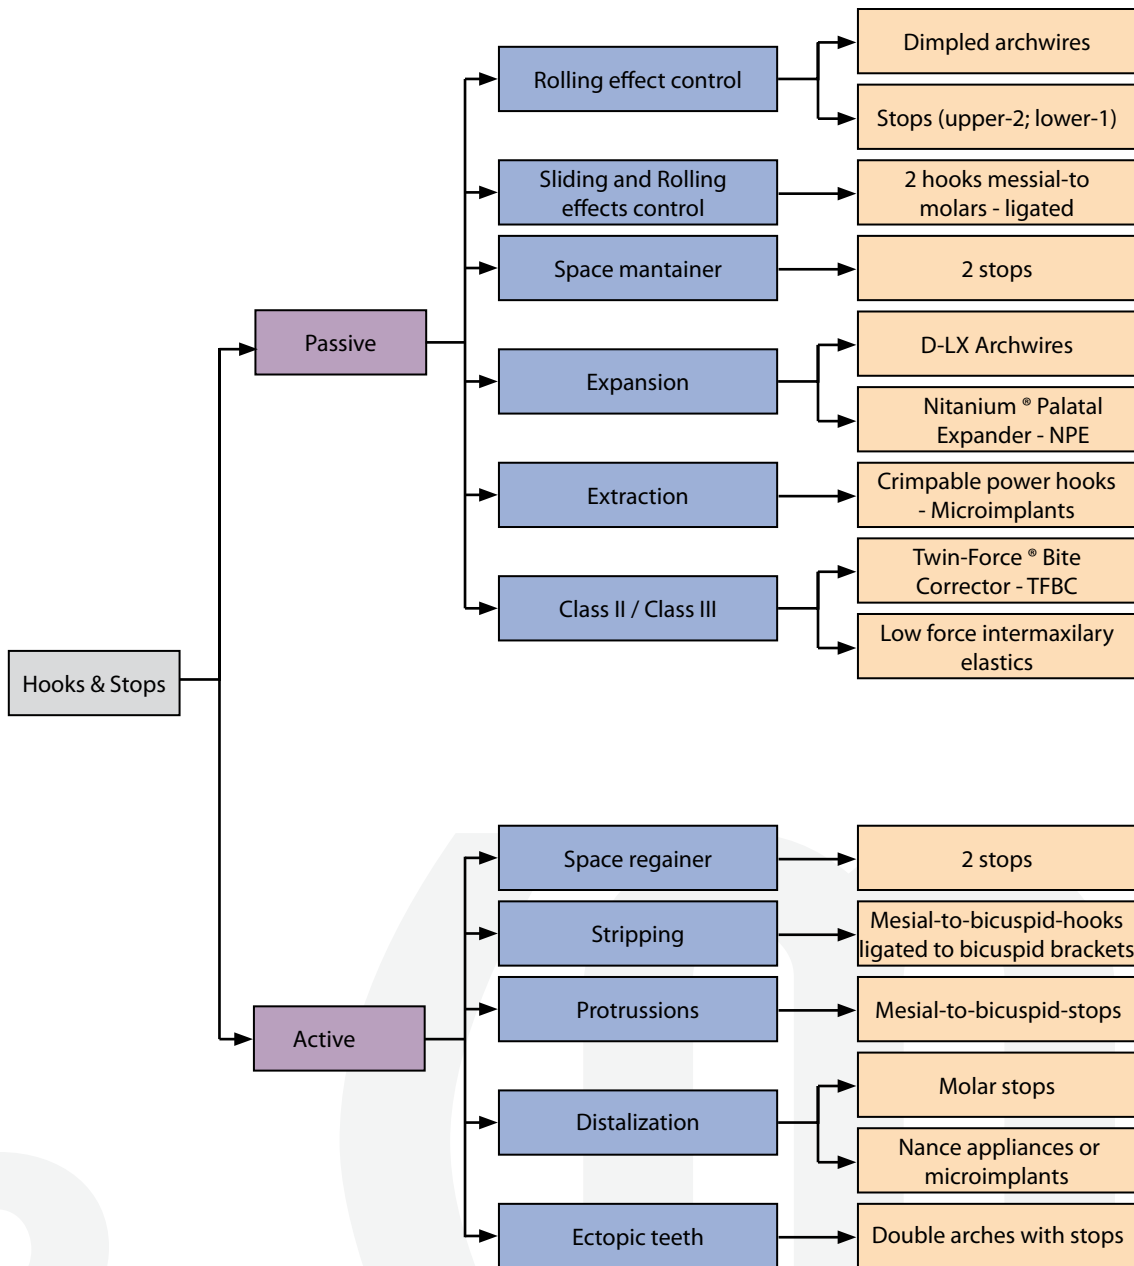 Hooks & Stops
Passive
Rolling effect control
Dimpled archwires
Stops (upper-2; lower-1)
Sliding and Rolling
effects control
2 hooks messial-to
molars - ligated
Space mantainer
2 stops
Expansion
D-LX Archwires
Nitanium ® Palatal
Expander - NPE
Extraction
Crimpable power hooks
- Microimplants
Class II / Class III
Twin-Force ® Bite
Corrector - TFBC
Low force intermaxilary
elastics
Active
Space regainer
2 stops
Stripping
Mesial-to-bicuspid-hooks
ligated to bicuspid brackets
Protrussions
Mesial-to-bicuspid-stops
Distalization
Molar stops
Nance appliances or
microimplants
Ectopic teeth
Double arches with stops